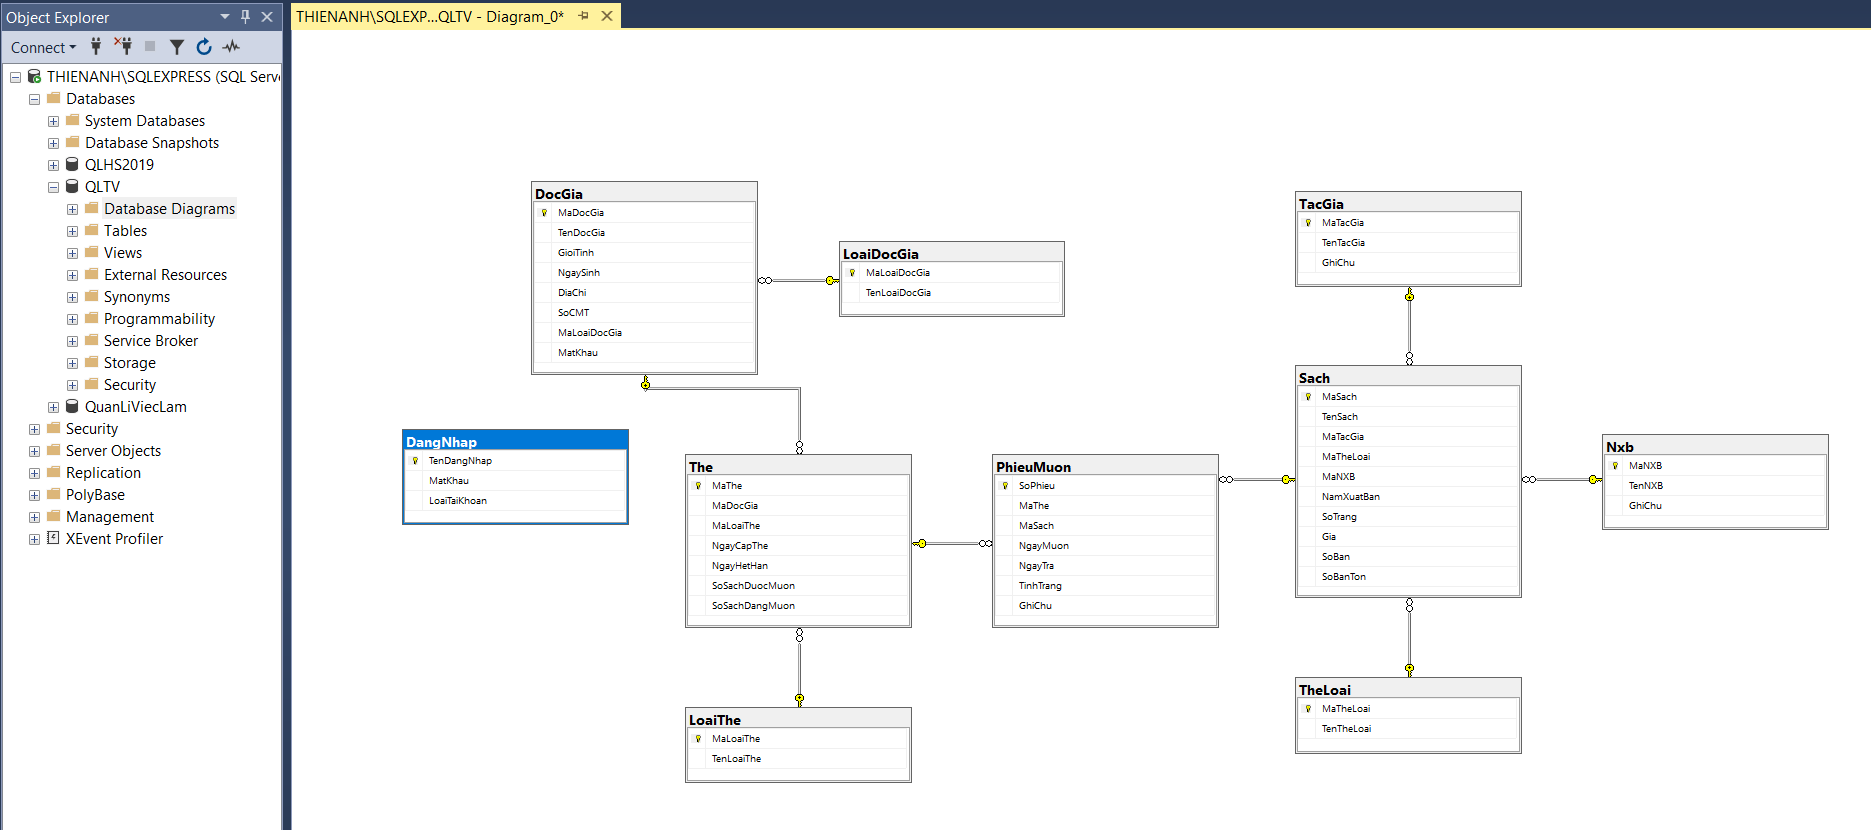 Object Explorer
Connect
THIENANH\SQLEXPRESS (SQL Serv
Databases
System Databases
Database Snapshots
QLHS2019
QLTV
Database Diagrams
Tables
Views
External Resources
Synonyms
Programmability
Service Broker
Storage
Security
QuanLiViecLam
Security
Server Objects
Replication
PolyBase
Management
XEvent Profiler
THIENANH\SQLEXP...QLTV - Diagram_0*
DocGia
MaDocGia
TenDocGia
GioiTinh
NgaySinh
DiaChi
SoCMT
MaLoaiDocGia
MatKhau
LoaiDocGia
MaLoaiDocGia
TenLoaiDocGia
DangNhap
TenDangNhap
MatKhau
LoaiTaiKhoan
The
MaThe
MaDocGia
MaLoaiThe
NgayCapThe
NgayHetHan
SoSachDuocMuon
SoSachDangMuon
LoaiThe
MaLoaiThe
TenLoaiThe
PhieuMuon
SoPhieu
MaThe
MaSach
NgayMuon
NgayTra
TinhTrang
GhiChu
TacGia
MaTacGia
TenTacGia
GhiChu
Sach
MaSach
TenSach
MaTacGia
MaTheLoai
MaNXB
NamXuatBan
SoTrang
Gia
SoBan
SoBanTon
Nxb
MaNXB
TenNXB
GhiChu
TheLoai
MaTheLoai
TenTheLoai